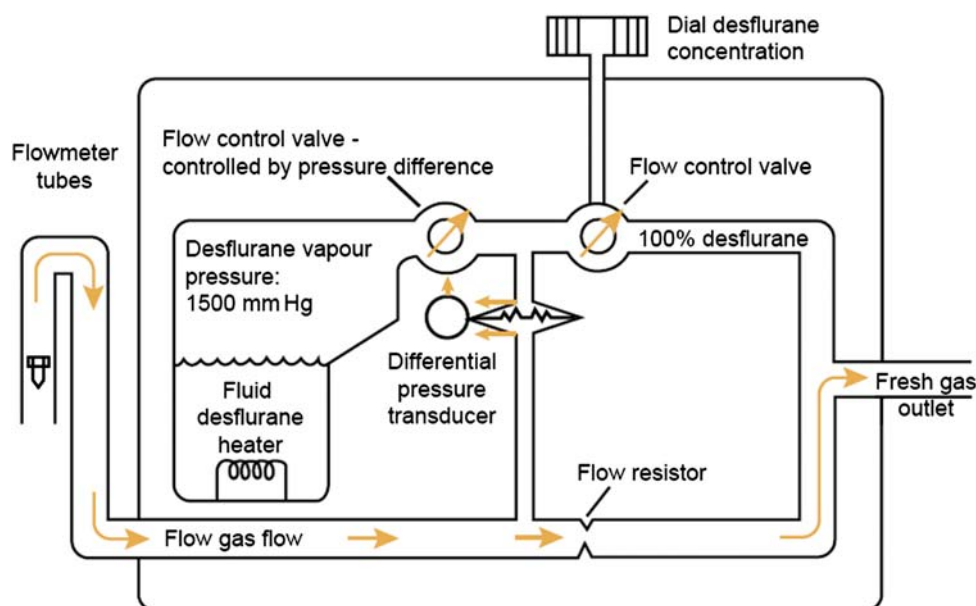 Dial desflurane
concentration
Flow control valve -
controlled by pressure difference
Flow control valve
Flowmeter
tubes
Desflurane vapour
pressure:
1500 mm Hg
100% desflurane
Differential
pressure
transducer
Fluid
desflurane
heater
Fresh gas
outlet
Flow resistor
Flow gas flow